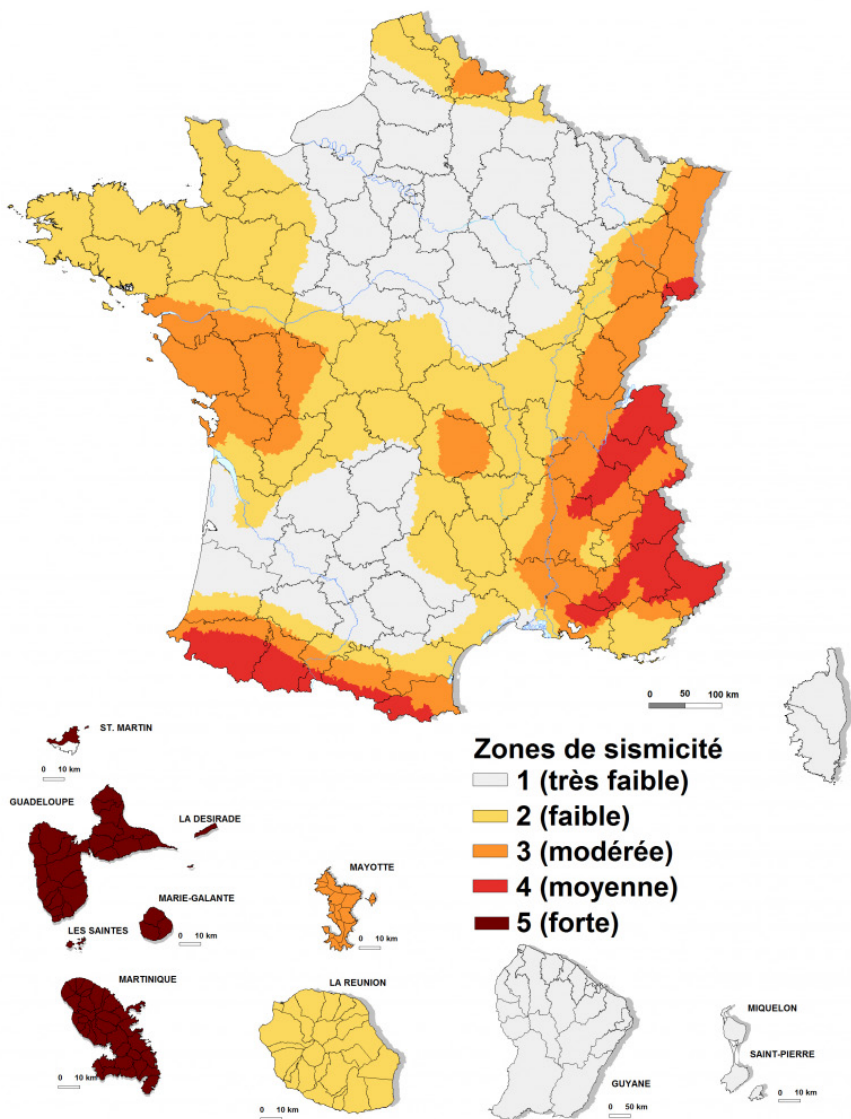 0 50 100 km
ST. MARTIN
0 10 km
GUADELOUPE
LA DESIRADE
MARIE-GALANTE
0 10 km
LES SAINTES
MAYOTTE
0 10 km
Zones de sismicité
1 (très faible)
2 (faible)
3 (modérée)
4 (moyenne)
5 (forte)
MARTINIQUE
0 10 km
LA REUNION
0 10 km
GUYANE
0 50 km
MIQUELON
SAINT-PIERRE
0 10 km